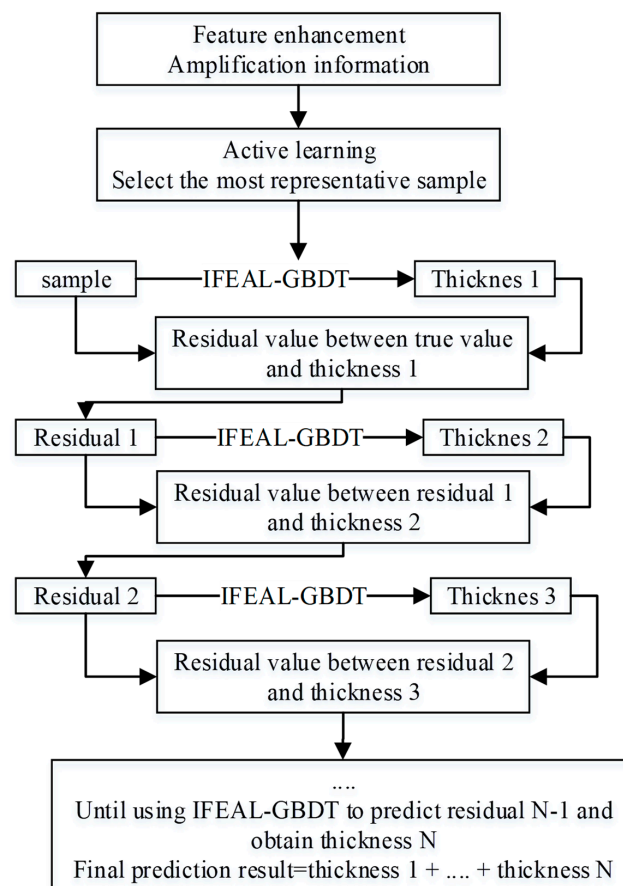 Feature enhancement
Amplification information
Active learning
Select the most representative sample
sample
IFEAL-GBDT
Thicknes 1
Residual value between true value
and thickness 1
Residual 1
IFEAL-GBDT
Thicknes 2
Residual value between residual 1
and thickness 2
Residual 2
IFEAL-GBDT
Thicknes 3
Residual value between residual 2
and thickness 3
....
Until using IFEAL-GBDT to predict residual N-1 and
obtain thickness N
Final prediction result=thickness 1 + .... + thickness N